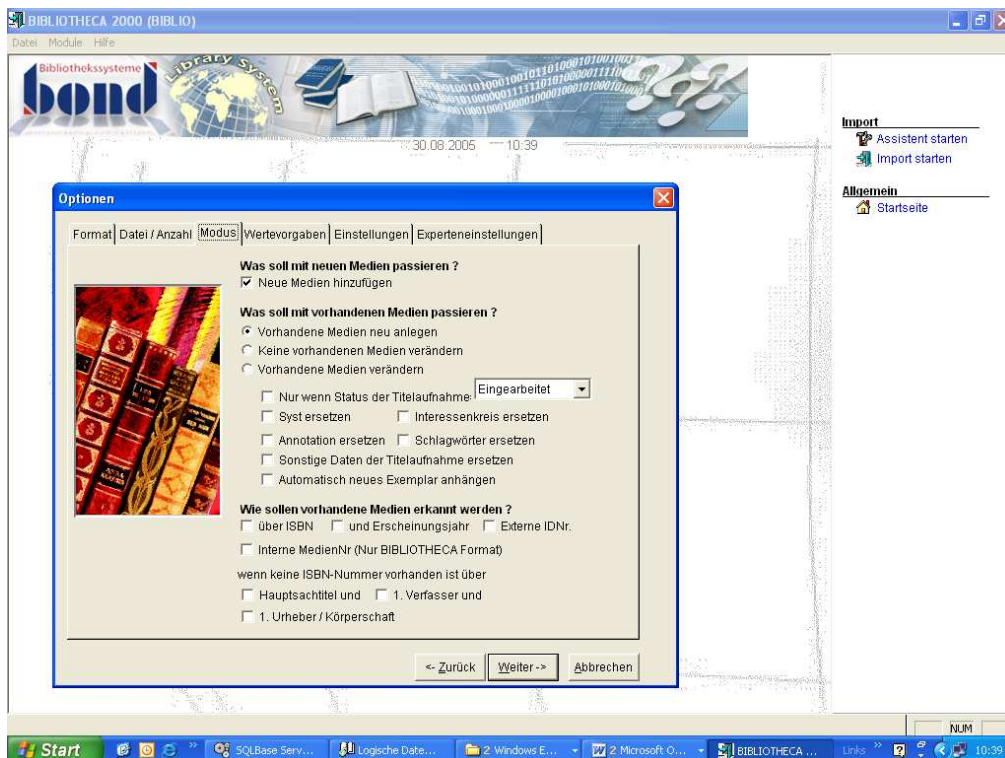 BIBLIOTHECA 2000 (BIBLIO)
Datei Module Hilfe
Bibliothekssysteme
bond
Library System
30.08.2005 10:39
Import
Assistent starten
Import starten
Allgemein
Startseite
Optionen
Format Datei / Anzahl Modus Wertevorgaben Einstellungen Experteneinstellungen
Was soll mit neuen Medien passieren ?
Neue Medien hinzufügen
Was soll mit vorhandenen Medien passieren ?
Vorhandene Medien neu anlegen
Keine vorhandenen Medien verändern
Vorhandene Medien verändern
Nur wenn Status der Titelaufnahme: Eingearbeitet
Syst ersetzen Interessenkreis ersetzen
Annotation ersetzen Schlagwörter ersetzen
Sonstige Daten der Titelaufnahme ersetzen
Automatisch neues Exemplar anhängen
Wie sollen vorhandene Medien erkannt werden ?
über ISBN und Erscheinungsjahr Externe IDNr.
Interne MedienNr (Nur BIBLIOTHECA Format)
wenn keine ISBN-Nummer vorhanden ist über
Hauptsachtitel und 1. Verfasser und
1. Urheber / Körperschaft
<- Zurück Weiter -> Abbrechen
NUM
Start SQLBase Serv... Logische Date... 2 Windows E... 2 Microsoft O... BIBLIOTHECA ... Links 10:39